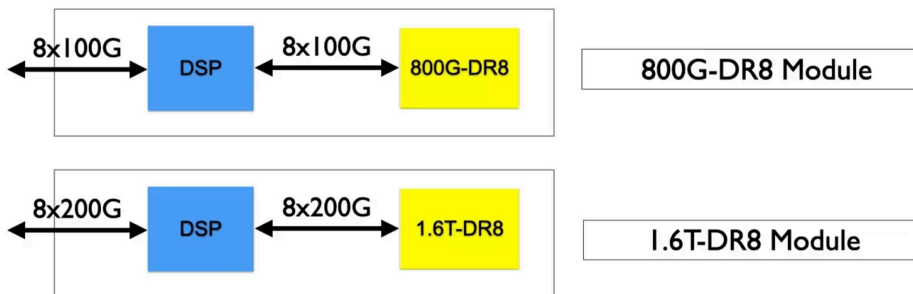 8x100G
DSP
8x100G
800G-DR8
800G-DR8 Module
8x200G
DSP
8x200G
1.6T-DR8
1.6T-DR8 Module